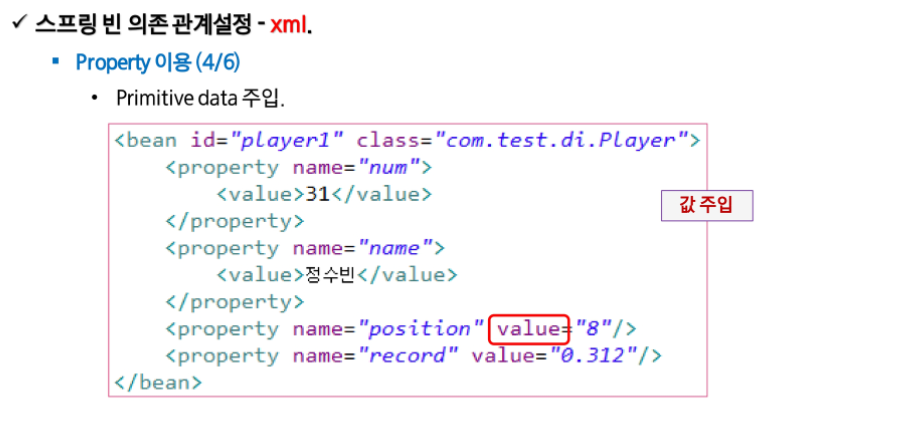 ✓ 스프링 빈 의존 관계설정 - xml.
▪ Property 이용 (4/6)
• Primitive data 주입.
<bean id="player1" class="com.test.di.Player">
<property name="num">
<value>31</value>
</property>
<property name="name">
<value>정수빈</value>
</property>
<property name="position" value="8"/>
<property name="record" value="0.312"/>
</bean>
값 주입